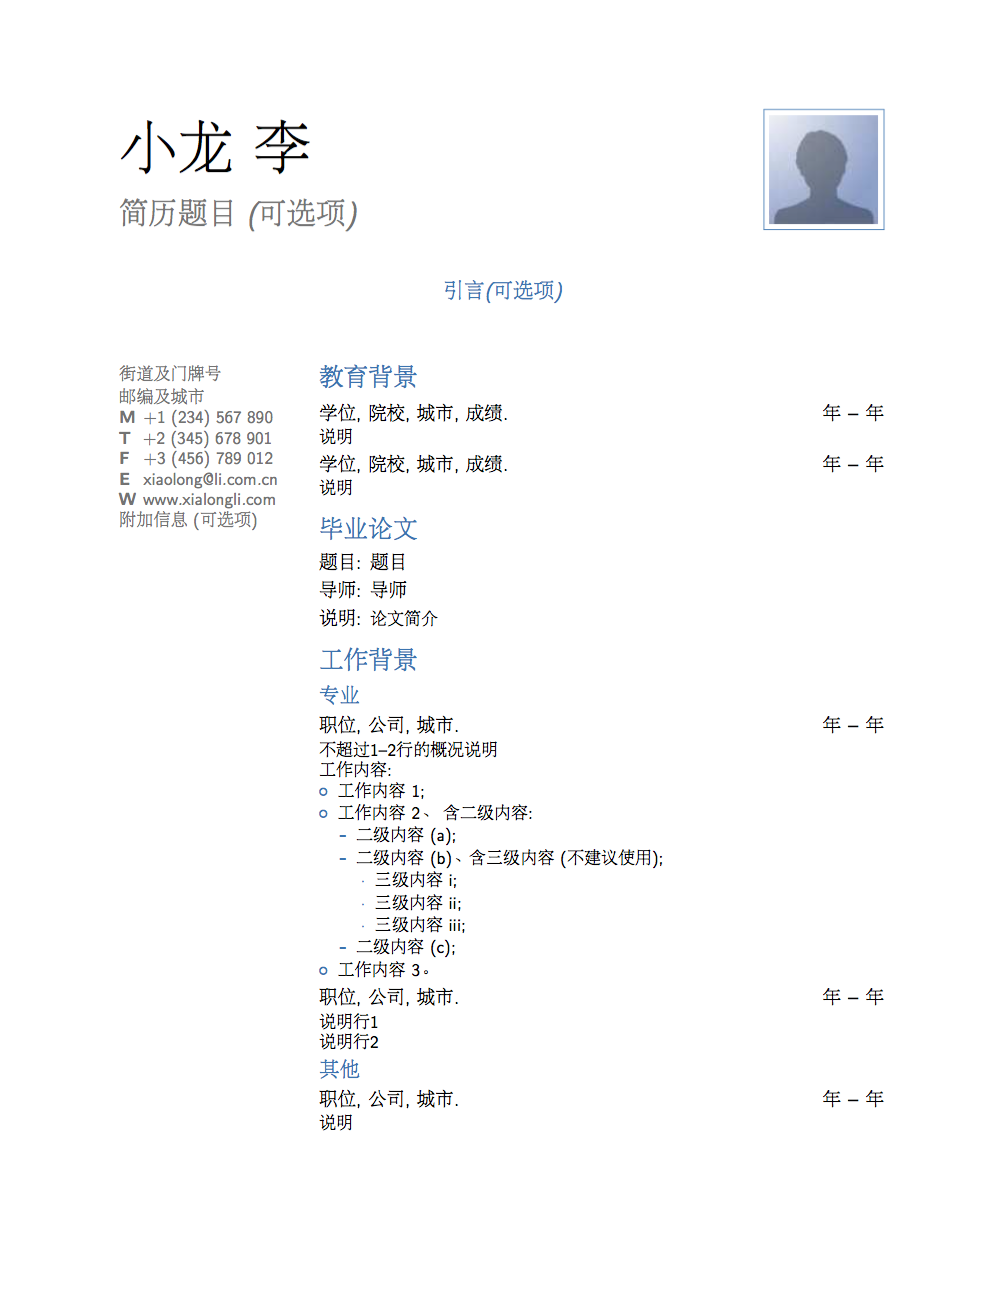 小龙 李
简历题目 (可选项)
引言(可选项)
街道及门牌号
邮编及城市
M +1 (234) 567 890
T +2 (345) 678 901
F +3 (456) 789 012
E xiaolong@li.com.cn
W www.xialongli.com
附加信息 (可选项)
教育背景
学位, 院校, 城市, 成绩. 年 – 年
说明
学位, 院校, 城市, 成绩. 年 – 年
说明
毕业论文
题目: 题目
导师: 导师
说明: 论文简介
工作背景
专业
职位, 公司, 城市. 年 – 年
不超过1–2行的概况说明
工作内容:
工作内容 1;
工作内容 2、 含二级内容:
- 二级内容 (a);
- 二级内容 (b)、含三级内容 (不建议使用);
· 三级内容 i;
· 三级内容 ii;
· 三级内容 iii;
- 二级内容 (c);
工作内容 3。
职位, 公司, 城市. 年 – 年
说明行1
说明行2
其他
职位, 公司, 城市. 年 – 年
说明